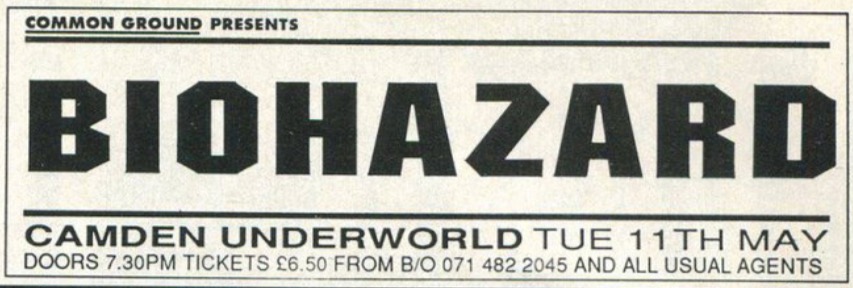 COMMON GROUND PRESENTS
BIOHAZARD
CAMDEN UNDERWORLD TUE 11TH MAY
DOORS 7.30PM TICKETS £6.50 FROM B/O 071 482 2045 AND ALL USUAL AGENTS